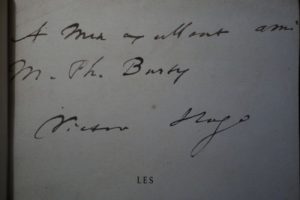 A mon excellent ami
M. Ph. Burty
Victor Hugo
LES